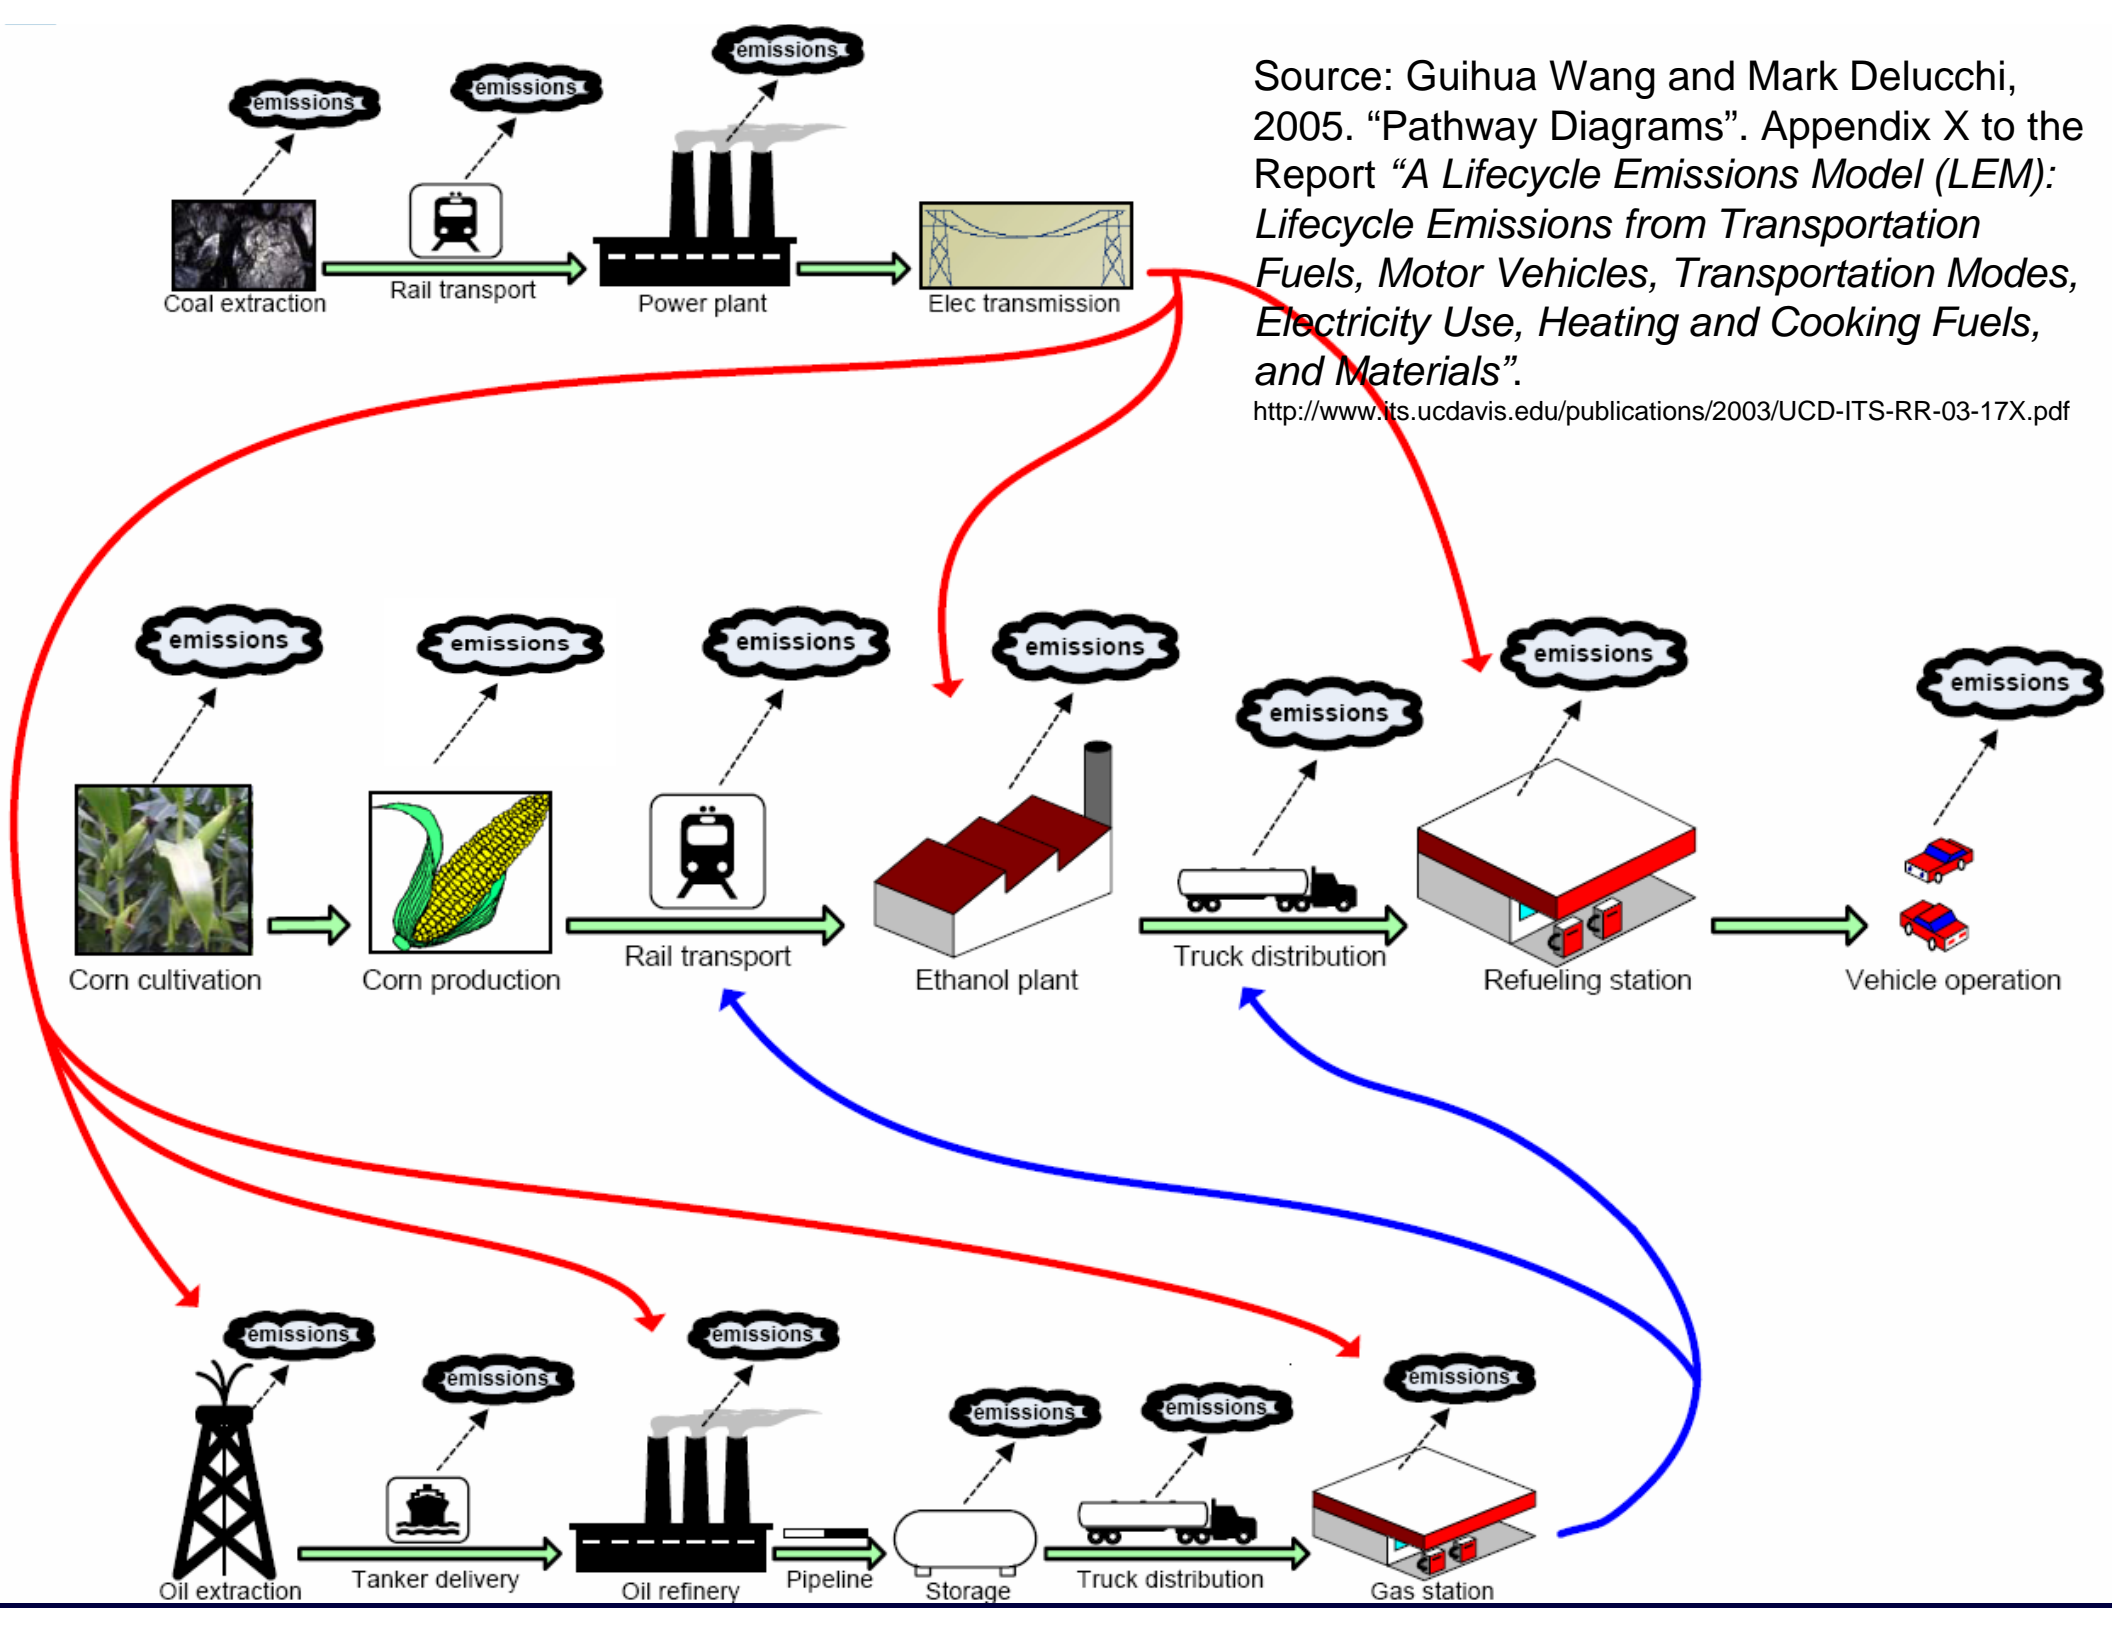 emissions
emissions
emissions
Source: Guihua Wang and Mark Delucchi,
2005. “Pathway Diagrams”. Appendix X to the
Report “A Lifecycle Emissions Model (LEM):
Lifecycle Emissions from Transportation
Fuels, Motor Vehicles, Transportation Modes,
Electricity Use, Heating and Cooking Fuels,
and Materials”.
http://www.its.ucdavis.edu/publications/2003/UCD-ITS-RR-03-17X.pdf
Coal extraction
Rail transport
Power plant
Elec transmission
emissions
emissions
emissions
emissions
emissions
emissions
emissions
Corn cultivation
Corn production
Rail transport
Ethanol plant
Truck distribution
Refueling station
Vehicle operation
emissions
emissions
emissions
emissions
emissions
emissions
Oil extraction
Tanker delivery
Oil refinery
Pipeline
Storage
Truck distribution
Gas station